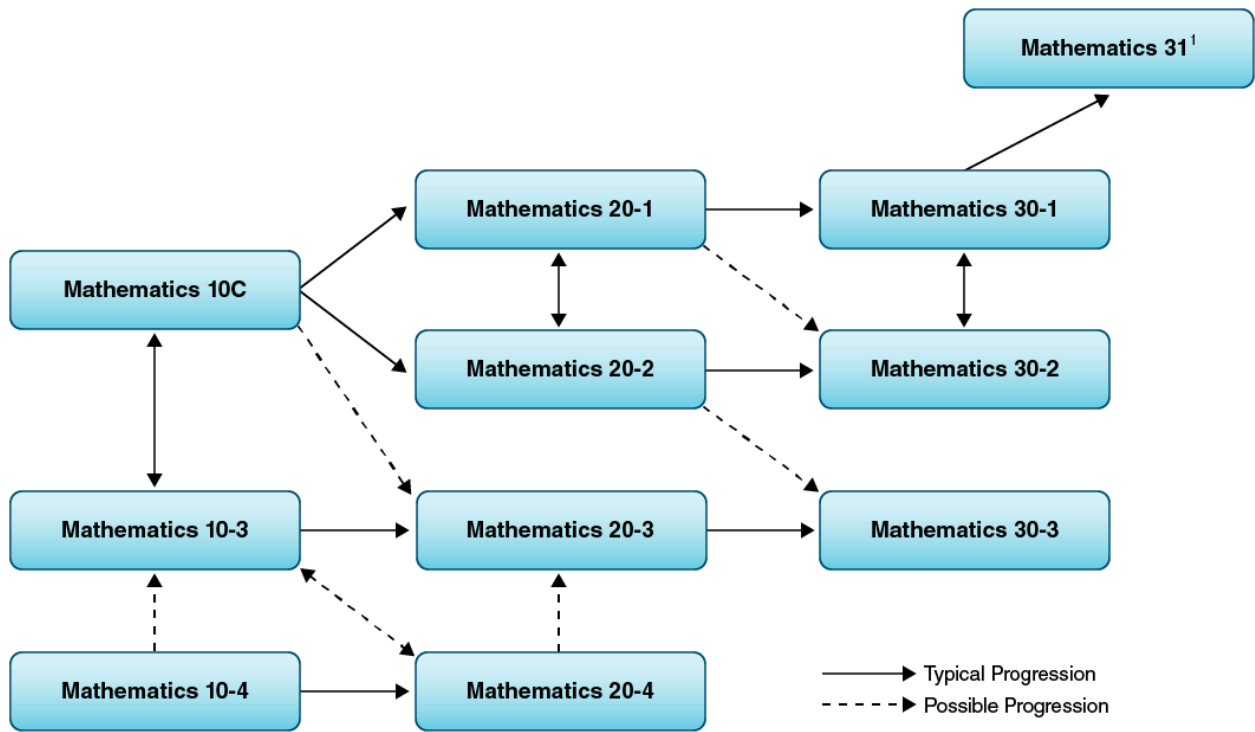 Mathematics 31¹
Mathematics 20-1
Mathematics 30-1
Mathematics 10C
Mathematics 20-2
Mathematics 30-2
Mathematics 10-3
Mathematics 20-3
Mathematics 30-3
Mathematics 10-4
Mathematics 20-4
Typical Progression
Possible Progression